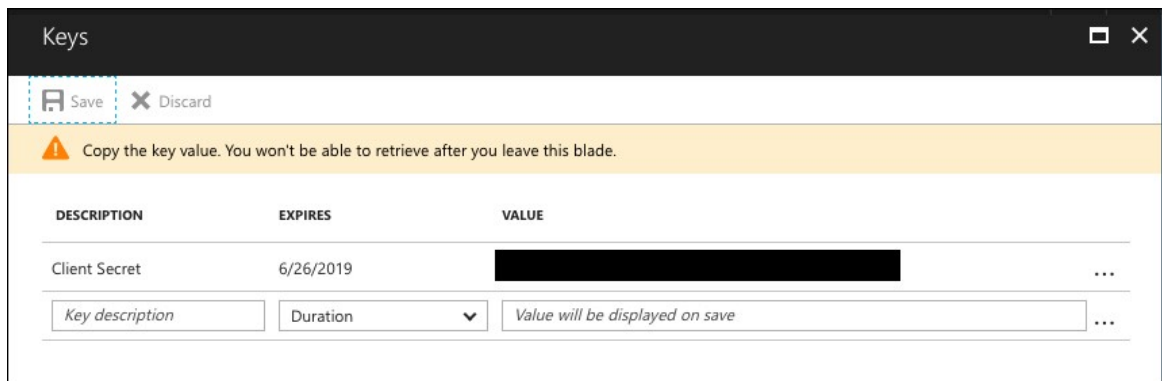 Keys
Save Discard
Copy the key value. You won't be able to retrieve after you leave this blade.
DESCRIPTION EXPIRES VALUE
Client Secret 6/26/2019 ...
Key description Duration Value will be displayed on save ...